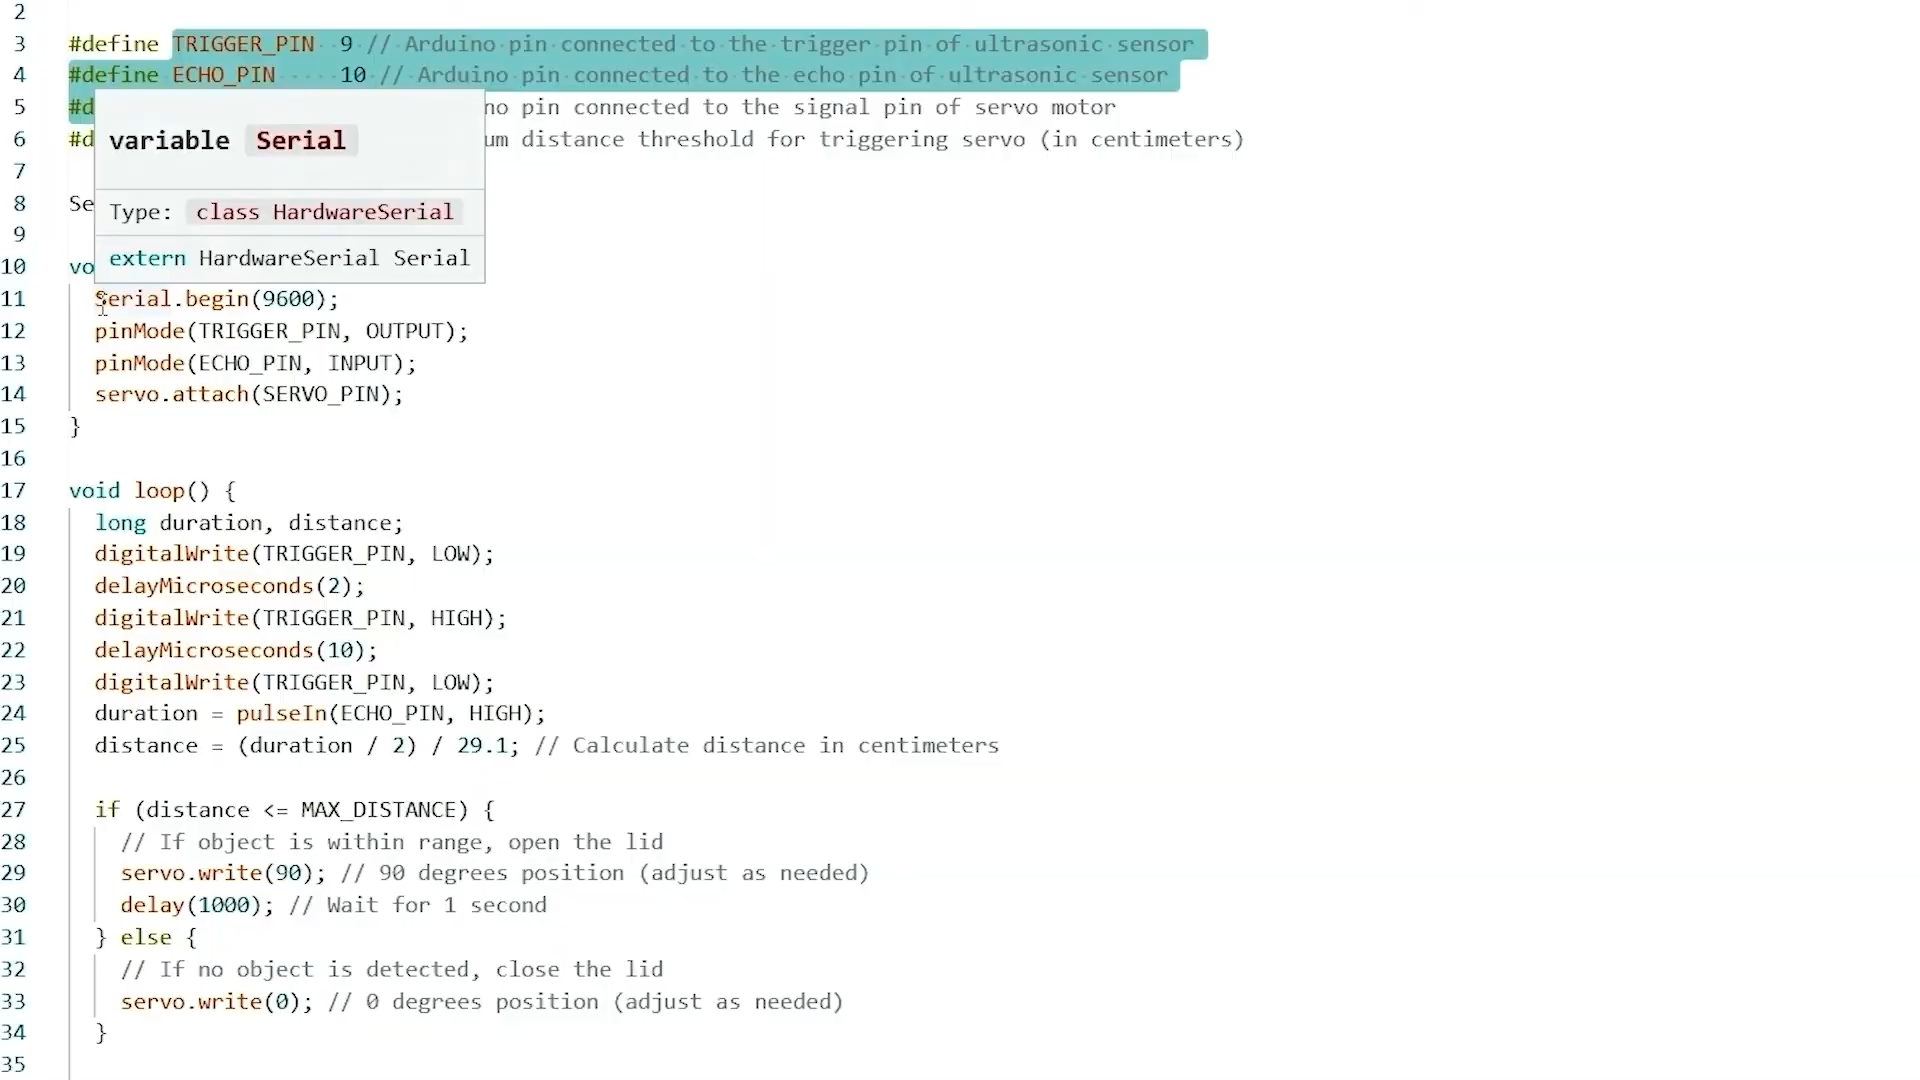 2
3 #define TRIGGER_PIN 9 // Arduino pin connected to the trigger pin of ultrasonic sensor
4 #define ECHO_PIN 10 // Arduino pin connected to the echo pin of ultrasonic sensor
5 #d no pin connected to the signal pin of servo motor
6 #d um distance threshold for triggering servo (in centimeters)
variable Serial
7
8 Se
Type: class HardwareSerial
9
extern HardwareSerial Serial
10 vo
11 Serial.begin(9600);
12 pinMode(TRIGGER_PIN, OUTPUT);
13 pinMode(ECHO_PIN, INPUT);
14 servo.attach(SERVO_PIN);
15 }
16
17 void loop() {
18 long duration, distance;
19 digitalWrite(TRIGGER_PIN, LOW);
20 delayMicroseconds(2);
21 digitalWrite(TRIGGER_PIN, HIGH);
22 delayMicroseconds(10);
23 digitalWrite(TRIGGER_PIN, LOW);
24 duration = pulseIn(ECHO_PIN, HIGH);
25 distance = (duration / 2) / 29.1; // Calculate distance in centimeters
26
27 if (distance <= MAX_DISTANCE) {
28 // If object is within range, open the lid
29 servo.write(90); // 90 degrees position (adjust as needed)
30 delay(1000); // Wait for 1 second
31 } else {
32 // If no object is detected, close the lid
33 servo.write(0); // 0 degrees position (adjust as needed)
34 }
35